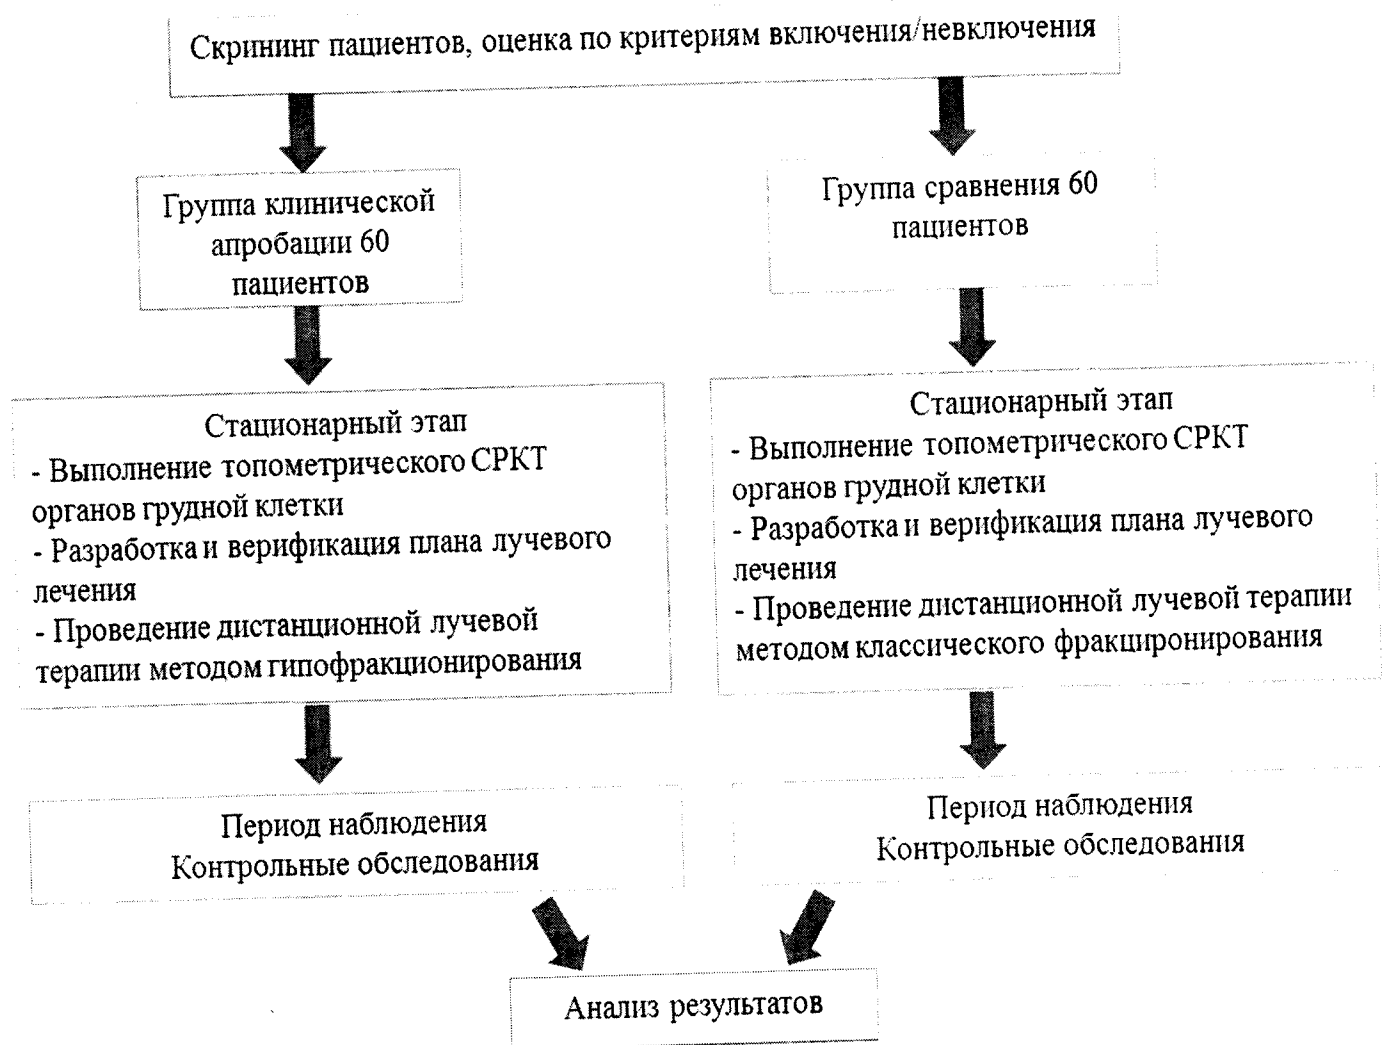 Скрининг пациентов, оценка по критериям включения/невключения
Группа клинической
апробации 60
пациентов
Группа сравнения 60
пациентов
Стационарный этап
- Выполнение топометрического СРКТ
органов грудной клетки
- Разработка и верификация плана лучевого
лечения
- Проведение дистанционной лучевой
терапии методом гипофракционирования
Стационарный этап
- Выполнение топометрического СРКТ
органов грудной клетки
- Разработка и верификация плана лучевого
лечения
- Проведение дистанционной лучевой терапии
методом классического фракциронирования
Период наблюдения
Контрольные обследования
Период наблюдения
Контрольные обследования
Анализ результатов